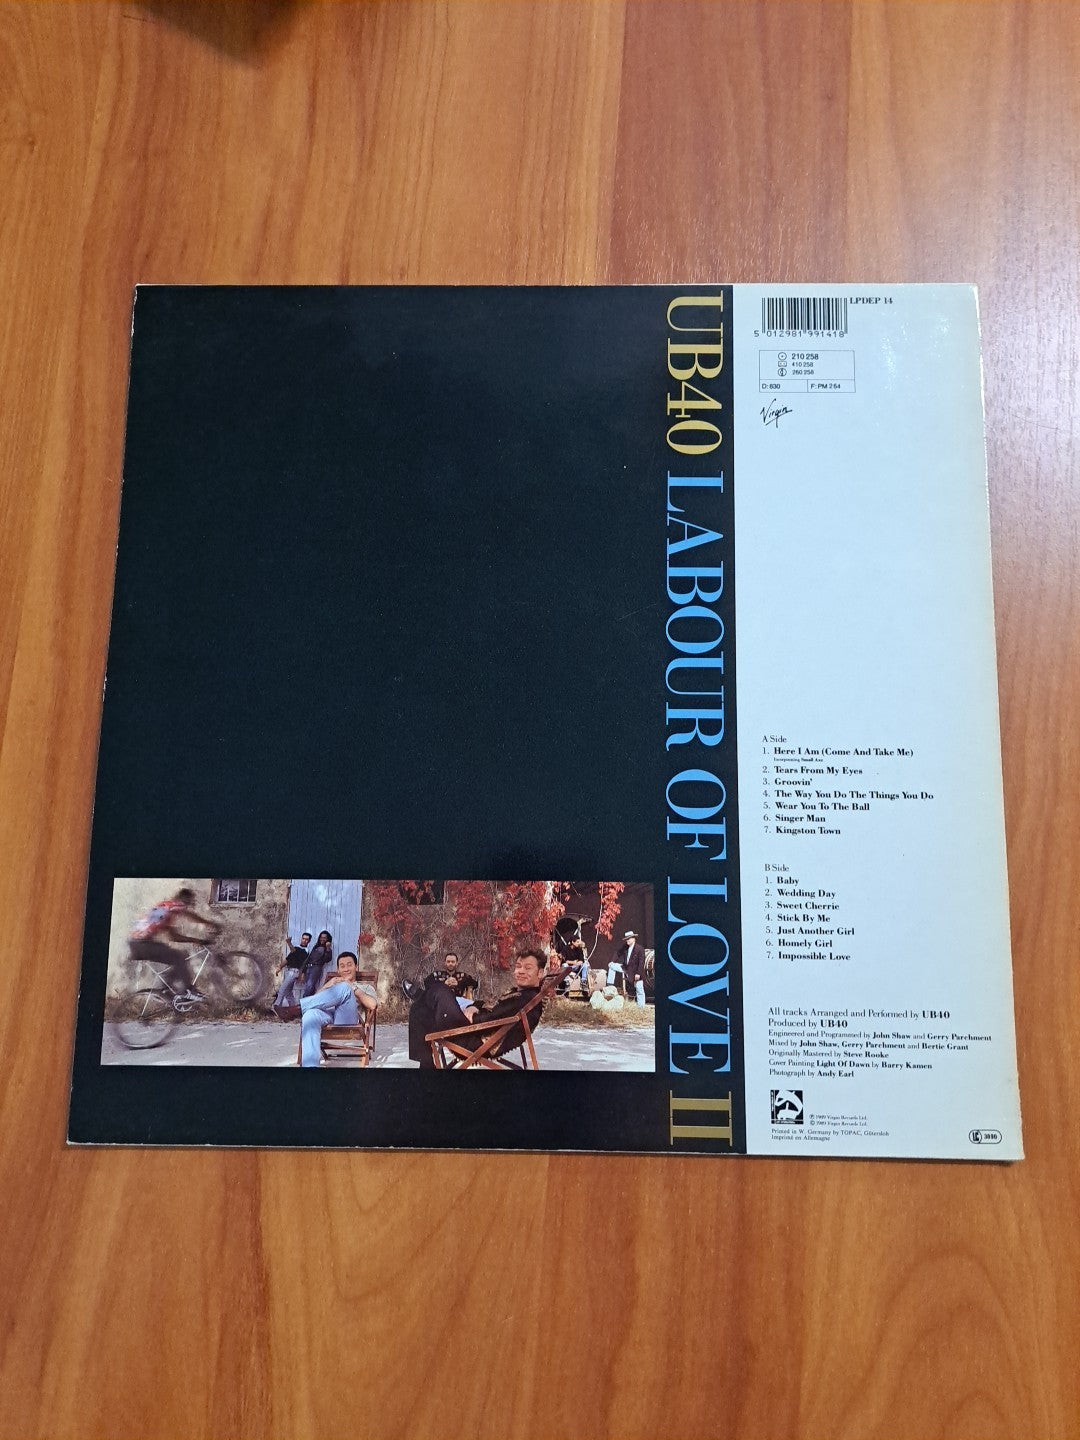 UB40 LABOUR OF LOVE II
LPDEP 14
5 012981 991418
210 258
410 258
260 258
D: 630 F: PM 264
Virgin
A Side
1. Here I Am (Come And Take Me)
Incorporating Small Axe
2. Tears From My Eyes
3. Groovin'
4. The Way You Do The Things You Do
5. Wear You To The Ball
6. Singer Man
7. Kingston Town
B Side
1. Baby
2. Wedding Day
3. Sweet Cherrie
4. Stick By Me
5. Just Another Girl
6. Homely Girl
7. Impossible Love
All tracks Arranged and Performed by UB40
Produced by UB40
Engineered and Programmed by John Shaw and Gerry Parchment
Mixed by John Shaw, Gerry Parchment and Bertie Grant
Originally Mastered by Steve Rooke
Cover Painting Light Of Dawn by Barry Kamen
Photograph by Andy Earl
℗ 1989 Virgin Records Ltd.
© 1989 Virgin Records Ltd.
Printed in W. Germany by TOPAC, Gütersloh
Imprimé en Allemagne
LC 3098